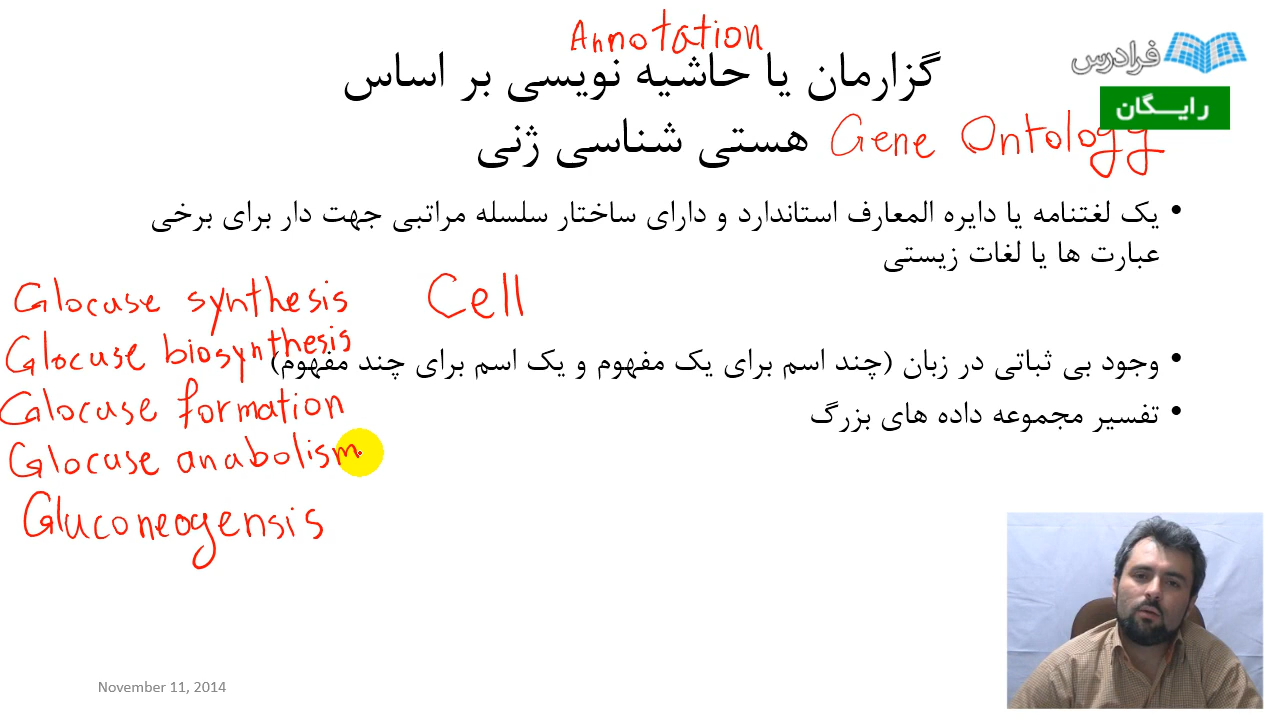 Annotation
گزارمان یا حاشیه نویسی بر اساس
هستی شناسی ژنی Gene Ontology
فرادرس
رایـــگان
• یک لغتنامه یا دایره المعارف استاندارد و دارای ساختار سلسله مراتبی جهت دار برای برخی
عبارت ها یا لغات زیستی
Glocuse synthesis Cell
Glocuse biosynthesis
• وجود بی ثباتی در زبان (چند اسم برای یک مفهوم و یک اسم برای چند مفهوم)
Glocuse formation
• تفسیر مجموعه داده های بزرگ
Glocuse anabolism
Gluconeogensis
November 11, 2014